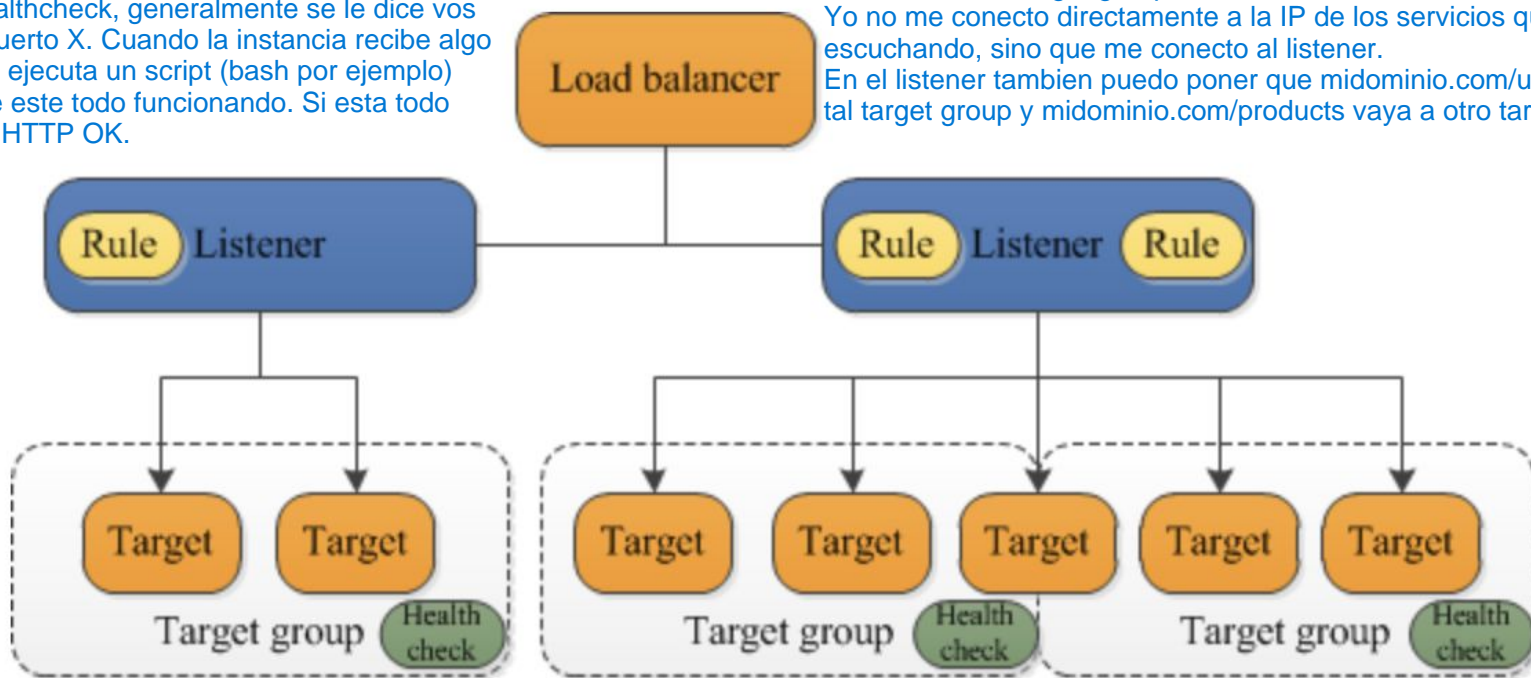 generalmente se le dice vos
uerto X. Cuando la instancia recibe algo
ejecuta un script (bash por ejemplo)
este todo funcionando. Si esta todo
HTTP OK.
Yo no me conecto directamente a la IP de los servicios
escuchando, sino que me conecto al listener.
En el listener tambien puedo poner que midominio.com/u
tal target group y midominio.com/products vaya a otro tar
Load balancer
Rule Listener
Rule Listener Rule
Target Target
Target Target Target Target Target
Target group Health check
Target group Health check
Target group Health check